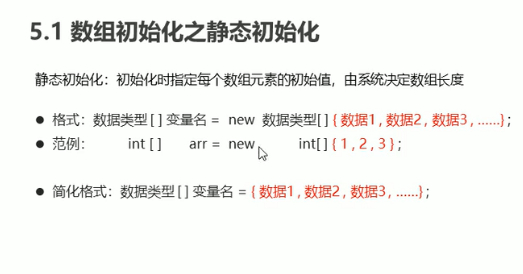 5.1 数组初始化之静态初始化
静态初始化：初始化时指定每个数组元素的初始值，由系统决定数组长度
● 格式：数据类型 [ ] 变量名 = new 数据类型[ ] { 数据1 , 数据2 , 数据3 , ……} ;
● 范例： int [ ] arr = new int[ ] { 1 , 2 , 3 } ;
● 简化格式：数据类型 [ ] 变量名 = { 数据1 , 数据2 , 数据3 , ……} ;